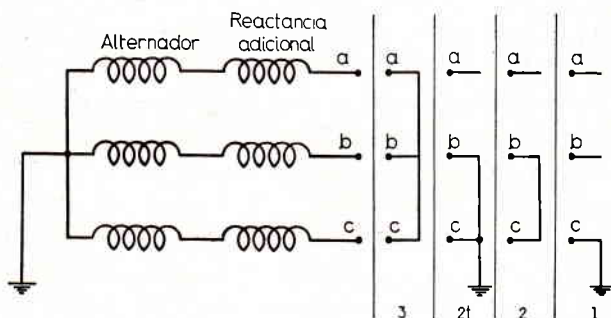 Reactancia
Alternador
adicional
a a a a a
b b b b b
c c c c c
3 2t 2 1